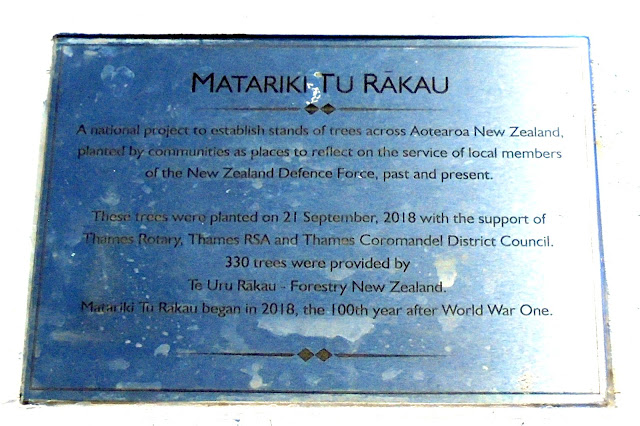 MATARIKI TU RĀKAU
A national project to establish stands of trees across Aotearoa New Zealand,
planted by communities as places to reflect on the service of local members
of the New Zealand Defence Force, past and present.
These trees were planted on 21 September, 2018 with the support of
Thames Rotary, Thames RSA and Thames Coromandel District Council.
330 trees were provided by
Te Uru Rākau - Forestry New Zealand.
Matariki Tu Rākau began in 2018, the 100th year after World War One.